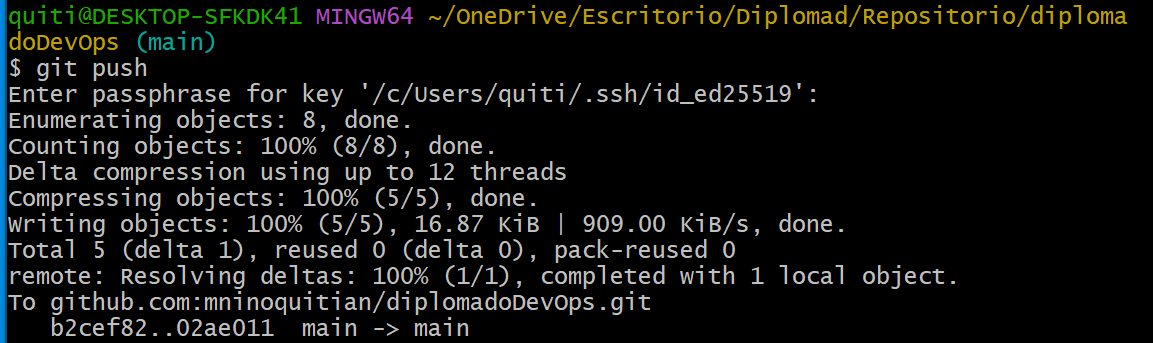 quiti@DESKTOP-SFKDK41 MINGW64 ~/OneDrive/Escritorio/Diplomad/Repositorio/diploma
doDevOps (main)
$ git push
Enter passphrase for key '/c/Users/quiti/.ssh/id_ed25519':
Enumerating objects: 8, done.
Counting objects: 100% (8/8), done.
Delta compression using up to 12 threads
Compressing objects: 100% (5/5), done.
Writing objects: 100% (5/5), 16.87 KiB | 909.00 KiB/s, done.
Total 5 (delta 1), reused 0 (delta 0), pack-reused 0
remote: Resolving deltas: 100% (1/1), completed with 1 local object.
To github.com:mninoquitian/diplomadoDevOps.git
   b2cef82..02ae011  main -> main